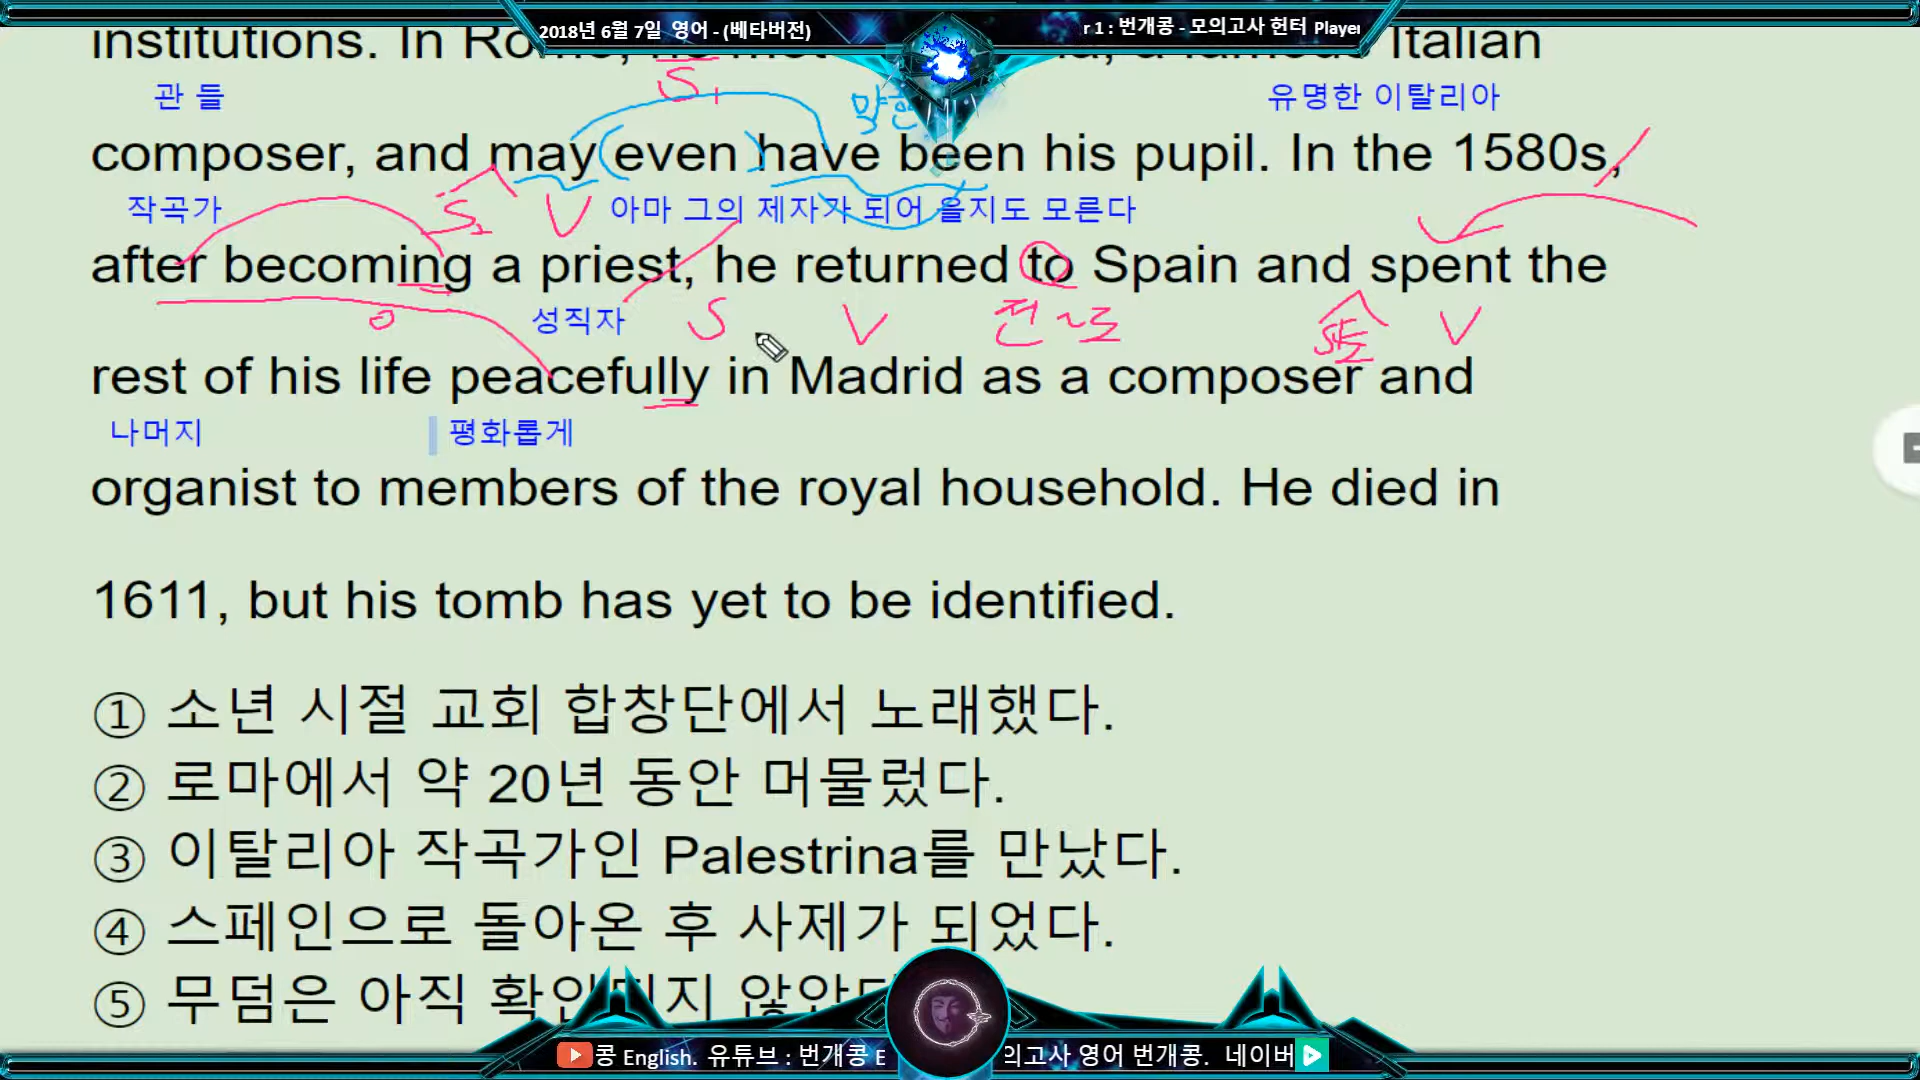 2018년 6월 7일 영어 - (베타버전)
r 1 : 번개콩 - 모의고사 헌터 Player
institutions. In Italian
관 들
S₁
약한
유명한 이탈리아
composer, and may (even) have been his pupil. In the 1580s,
작곡가
S₂
V
아마 그의 제자가 되어 을지도 모른다
after becoming a priest, he returned to Spain and spent the
성직자
S
V
전 ~로
V
rest of his life peacefully in Madrid as a composer and
나머지
평화롭게
organist to members of the royal household. He died in
1611, but his tomb has yet to be identified.
① 소년 시절 교회 합창단에서 노래했다.
② 로마에서 약 20년 동안 머물렀다.
③ 이탈리아 작곡가인 Palestrina를 만났다.
④ 스페인으로 돌아온 후 사제가 되었다.
⑤ 무덤은 아직
콩 English. 유튜브 : 번개콩 E
의고사 영어 번개콩. 네이버